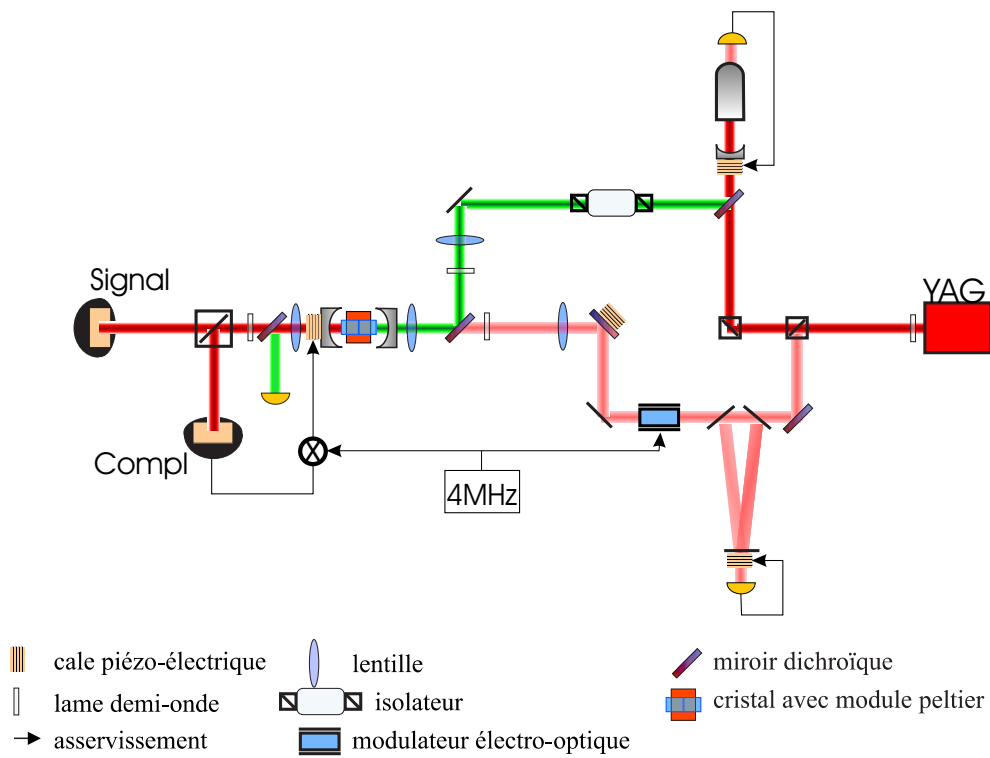 Signal
YAG
Compl
4MHz
cale piézo-électrique
lentille
miroir dichroïque
lame demi-onde
isolateur
cristal avec module peltier
asservissement
modulateur électro-optique